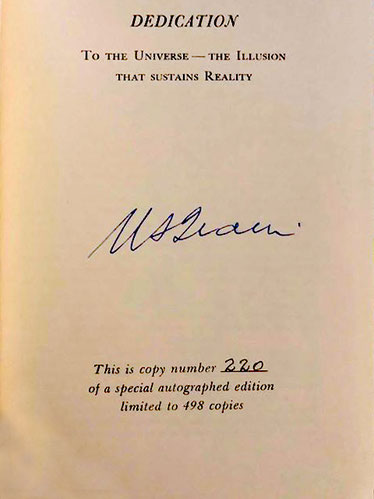 DEDICATION
TO THE UNIVERSE — THE ILLUSION
THAT SUSTAINS REALITY
This is copy number 220
of a special autographed edition
limited to 498 copies